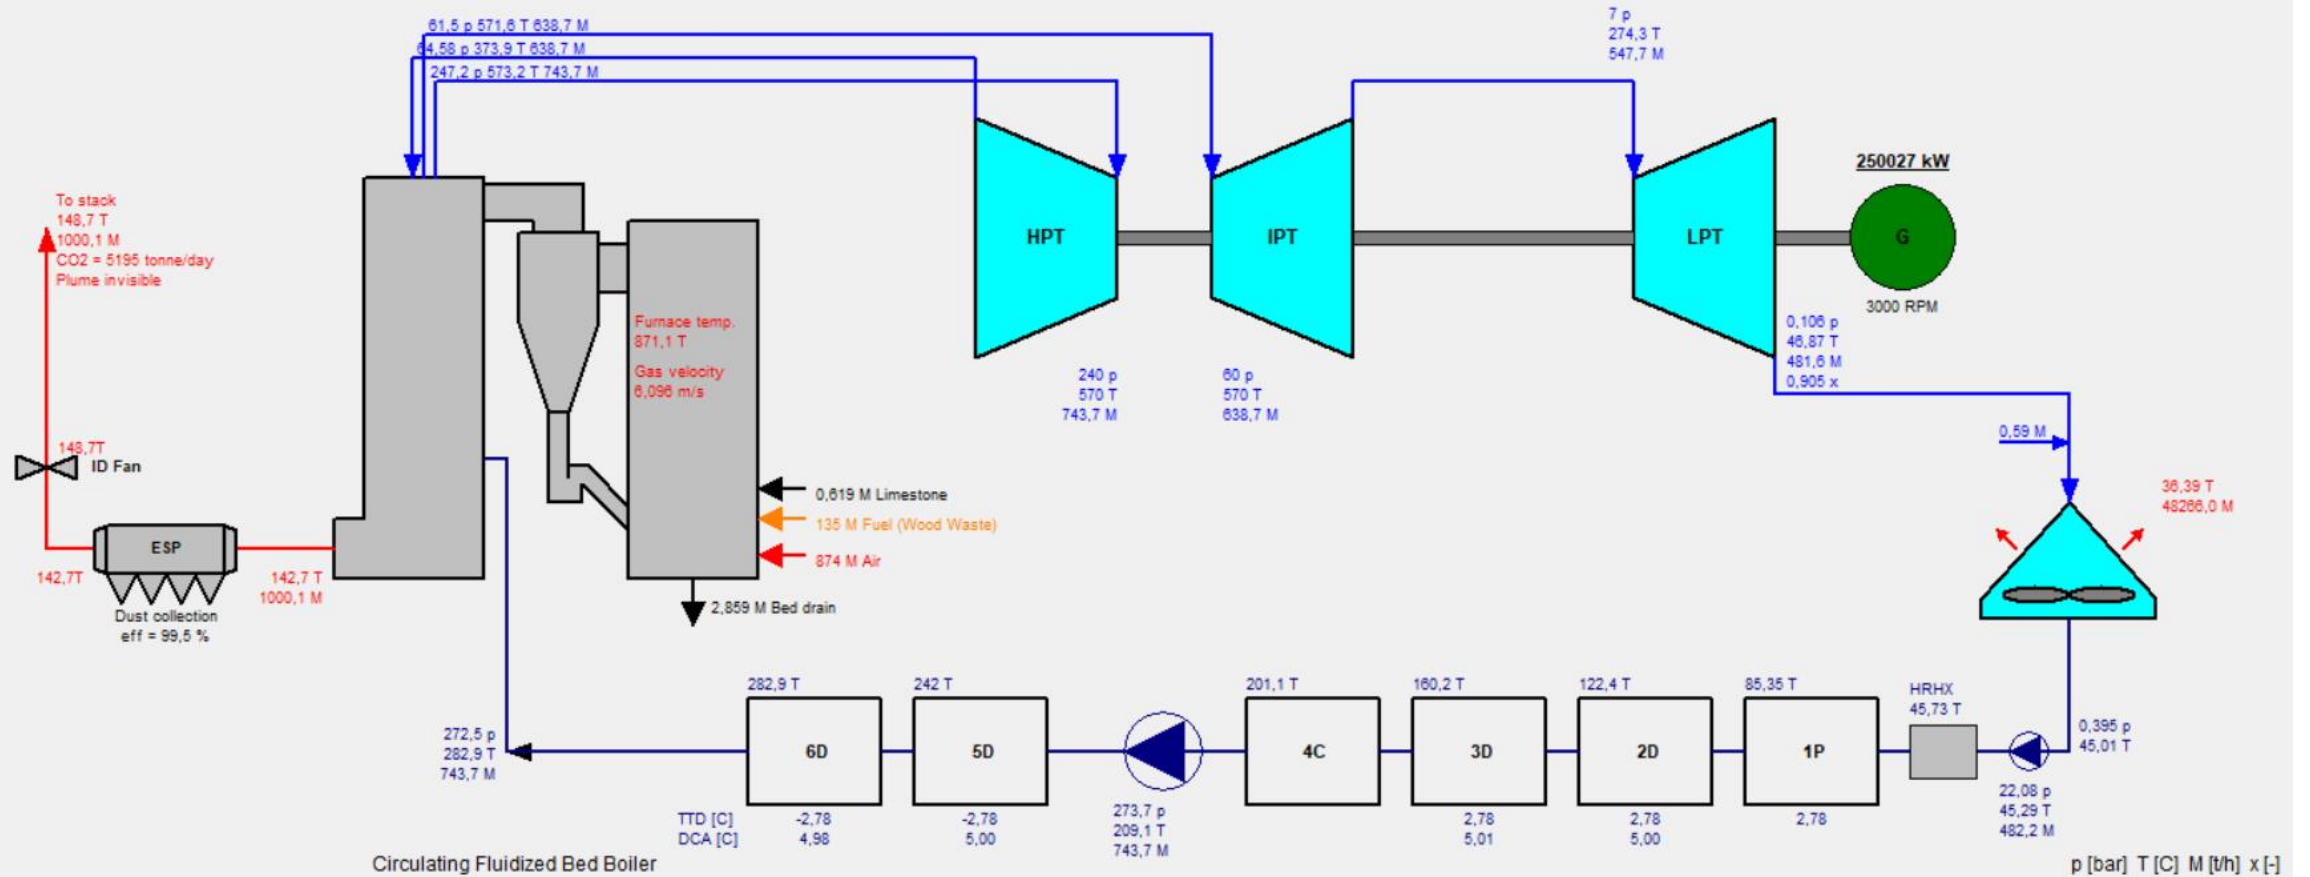 61,5 p 571,6 T 638,7 M
64,58 p 373,9 T 638,7 M
247,2 p 573,2 T 743,7 M
7 p
274,3 T
547,7 M
250027 kW
To stack
148,7 T
1000,1 M
CO2 = 5195 tonne/day
Plume invisible
HPT
IPT
LPT
G
3000 RPM
Furnace temp.
871,1 T
Gas velocity
6,096 m/s
0,106 p
46,87 T
481,6 M
0,905 x
240 p
570 T
743,7 M
60 p
570 T
638,7 M
0,59 M
148,7T
ID Fan
0,619 M Limestone
135 M Fuel (Wood Waste)
874 M Air
36,39 T
48266,0 M
ESP
142,7T
142,7 T
1000,1 M
Dust collection
eff = 99,5 %
2,859 M Bed drain
282,9 T
242 T
201,1 T
160,2 T
122,4 T
85,35 T
HRHX
45,73 T
0,395 p
45,01 T
272,5 p
282,9 T
743,7 M
6D
5D
4C
3D
2D
1P
22,08 p
45,29 T
482,2 M
TTD [C]
-2,78
-2,78
2,78
2,78
2,78
DCA [C]
4,98
5,00
5,01
5,00
273,7 p
209,1 T
743,7 M
Circulating Fluidized Bed Boiler
p [bar] T [C] M [t/h] x [-]